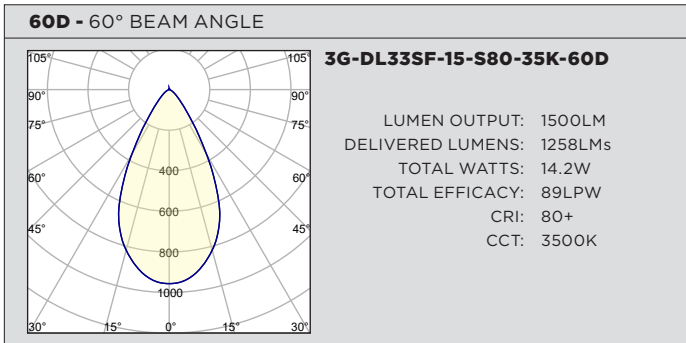 60D - 60° BEAM ANGLE
3G-DL33SF-15-S80-35K-60D
LUMEN OUTPUT: 1500LM
DELIVERED LUMENS: 1258LMs
TOTAL WATTS: 14.2W
TOTAL EFFICACY: 89LPW
CRI: 80+
CCT: 3500K
105° 105°
90° 90°
75° 75°
60° 60°
45° 45°
400
600
800
1000
30° 15° 0° 15° 30°